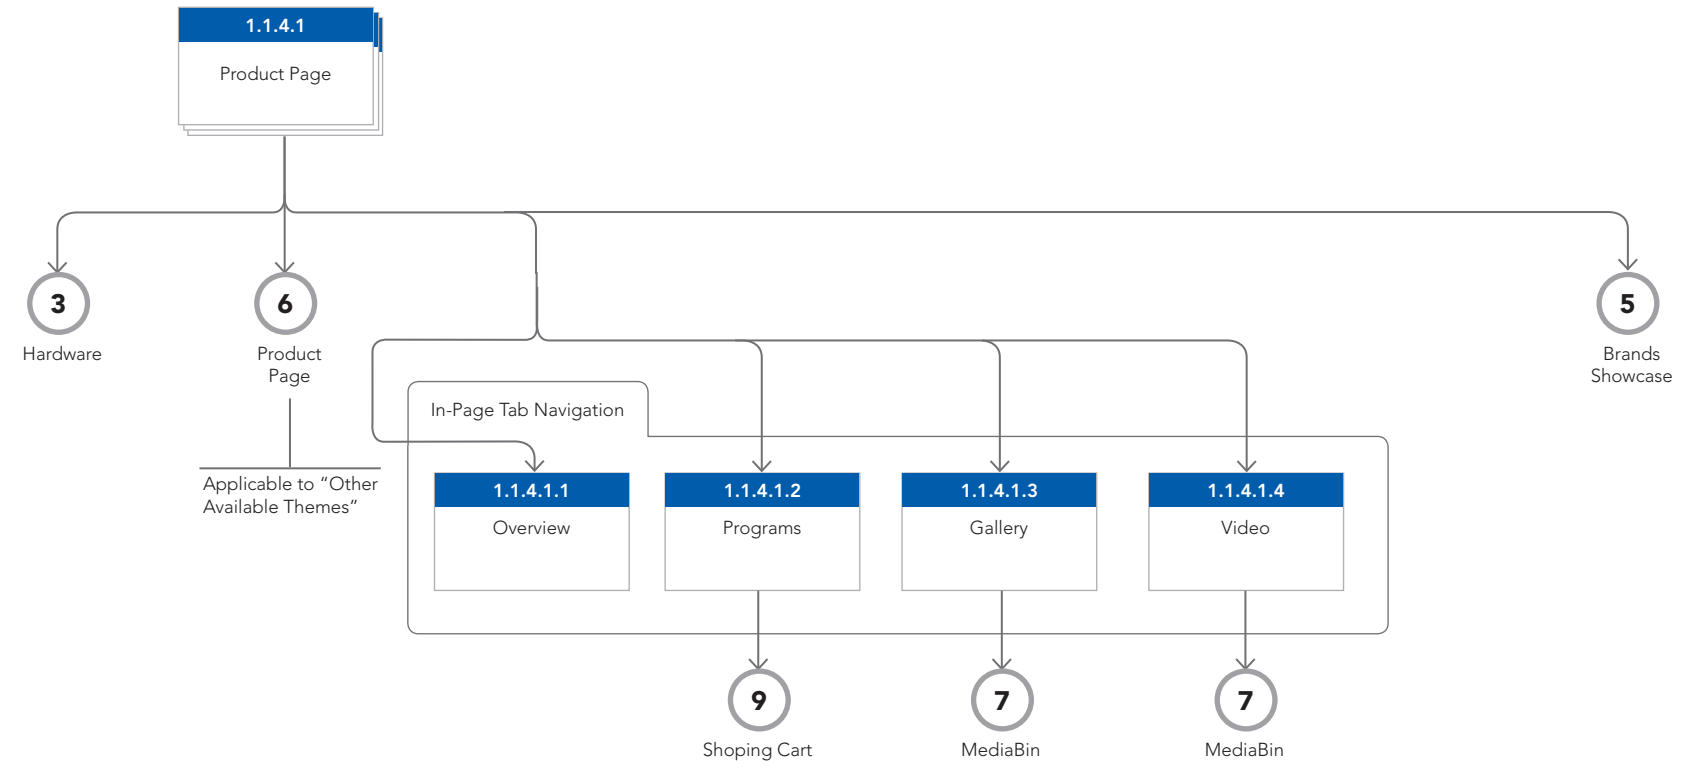 1.1.4.1
Product Page
3
Hardware
6
Product
Page
Applicable to “Other
Available Themes”
5
Brands
Showcase
In-Page Tab Navigation
1.1.4.1.1
Overview
1.1.4.1.2
Programs
1.1.4.1.3
Gallery
1.1.4.1.4
Video
9
Shoping Cart
7
MediaBin
7
MediaBin